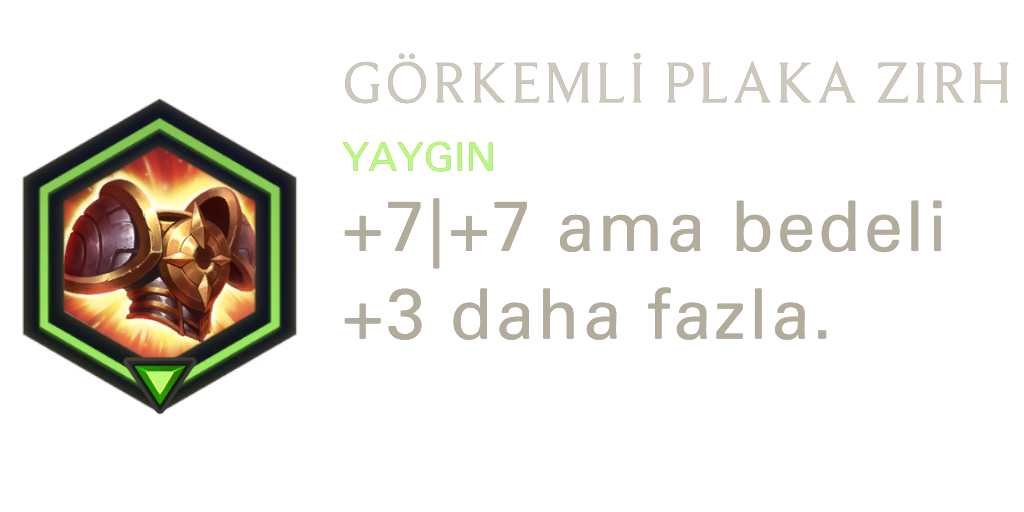 GÖRKEMLİ PLAKA ZIRH
YAYGIN
+7|+7 ama bedeli
+3 daha fazla.